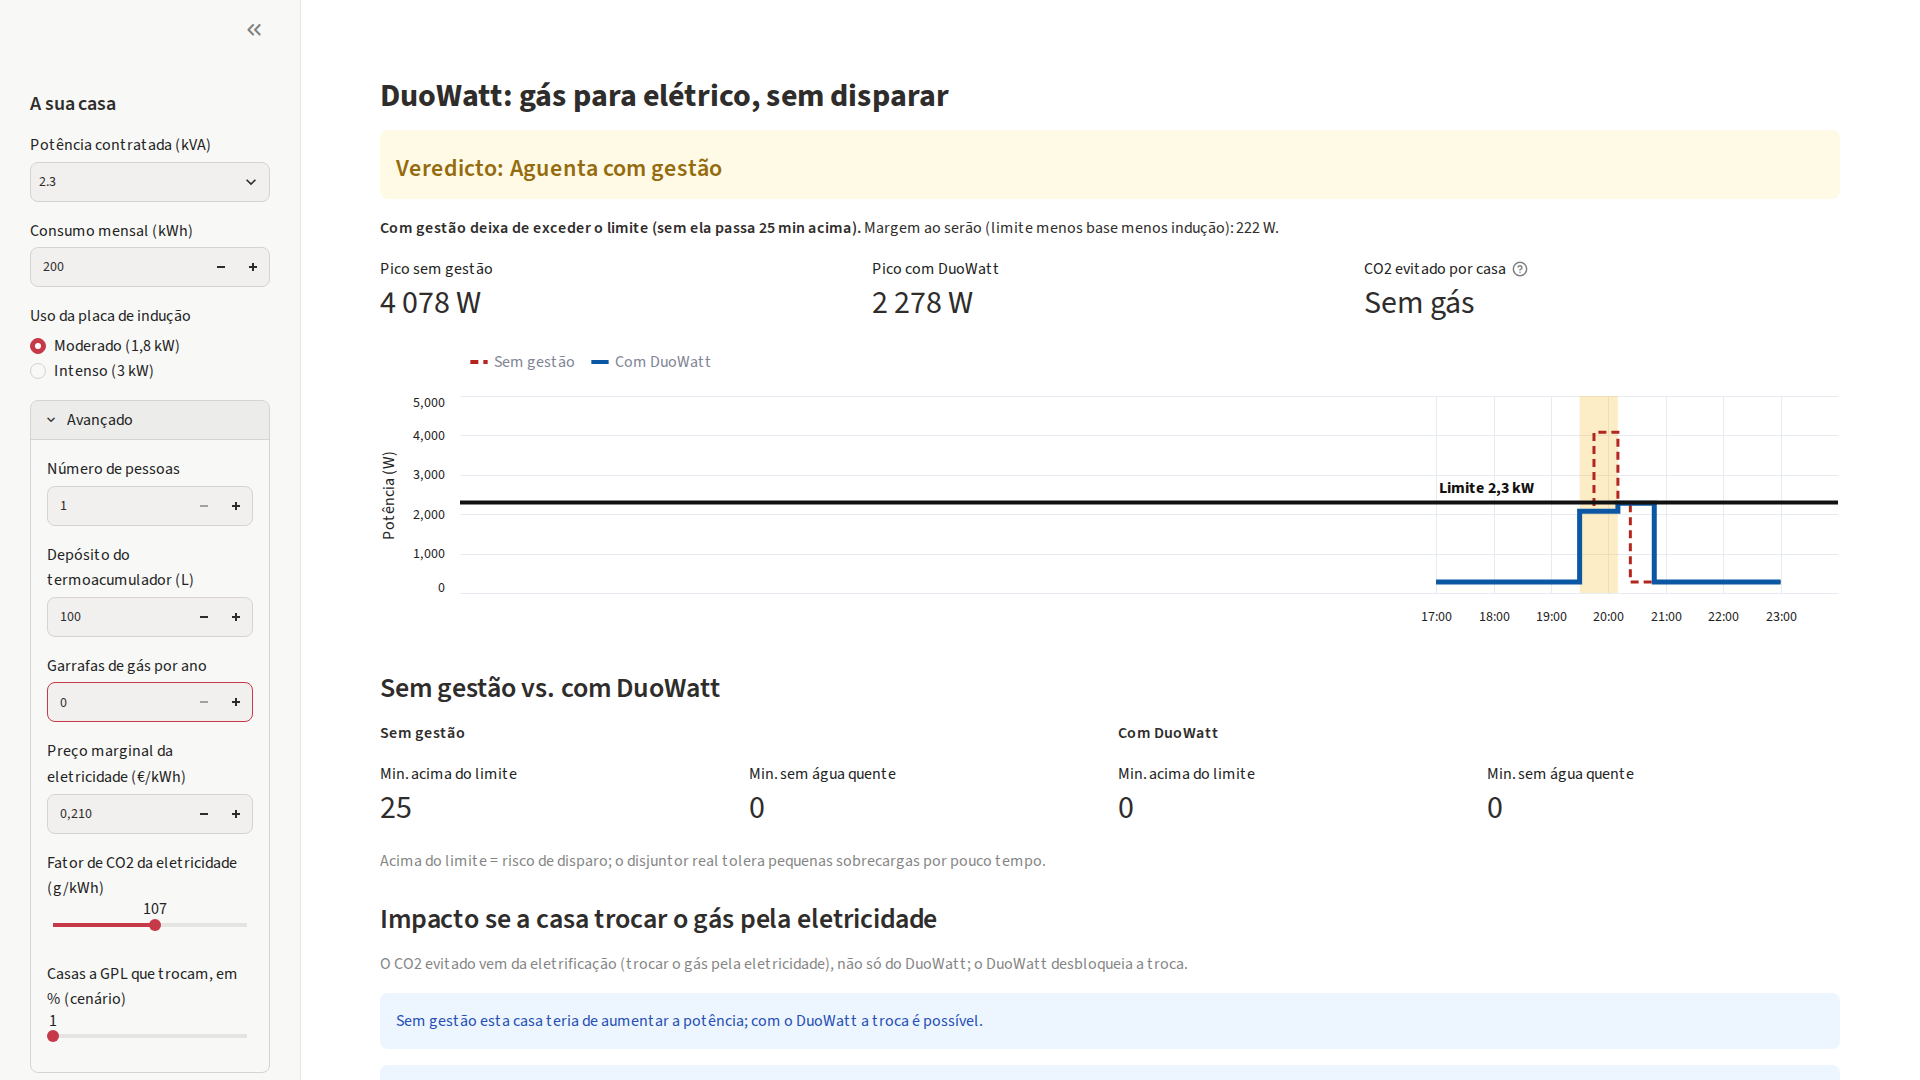 A sua casa
Potência contratada (kVA)
2.3
Consumo mensal (kWh)
200
Uso da placa de indução
Moderado (1,8 kW)
Intenso (3 kW)
Avançado
Número de pessoas
1
Depósito do
termoacumulador (L)
100
Garrafas de gás por ano
0
Preço marginal da
eletricidade (€/kWh)
0,210
Fator de CO2 da eletricidade
(g/kWh)
107
Casas a GPL que trocam, em
% (cenário)
1
DuoWatt: gás para elétrico, sem disparar
Veredicto: Aguenta com gestão
Com gestão deixa de exceder o limite (sem ela passa 25 min acima). Margem ao serão (limite menos base menos indução): 222 W.
Pico sem gestão
4 078 W
Pico com DuoWatt
2 278 W
CO2 evitado por casa
Sem gás
Sem gestão
Com DuoWatt
Potência (W)
5,000
4,000
3,000
2,000
1,000
0
Limite 2,3 kW
17:00 18:00 19:00 20:00 21:00 22:00 23:00
Sem gestão vs. com DuoWatt
Sem gestão
Com DuoWatt
Min. acima do limite
25
Min. sem água quente
0
Min. acima do limite
0
Min. sem água quente
0
Acima do limite = risco de disparo; o disjuntor real tolera pequenas sobrecargas por pouco tempo.
Impacto se a casa trocar o gás pela eletricidade
O CO2 evitado vem da eletrificação (trocar o gás pela eletricidade), não só do DuoWatt; o DuoWatt desbloqueia a troca.
Sem gestão esta casa teria de aumentar a potência; com o DuoWatt a troca é possível.